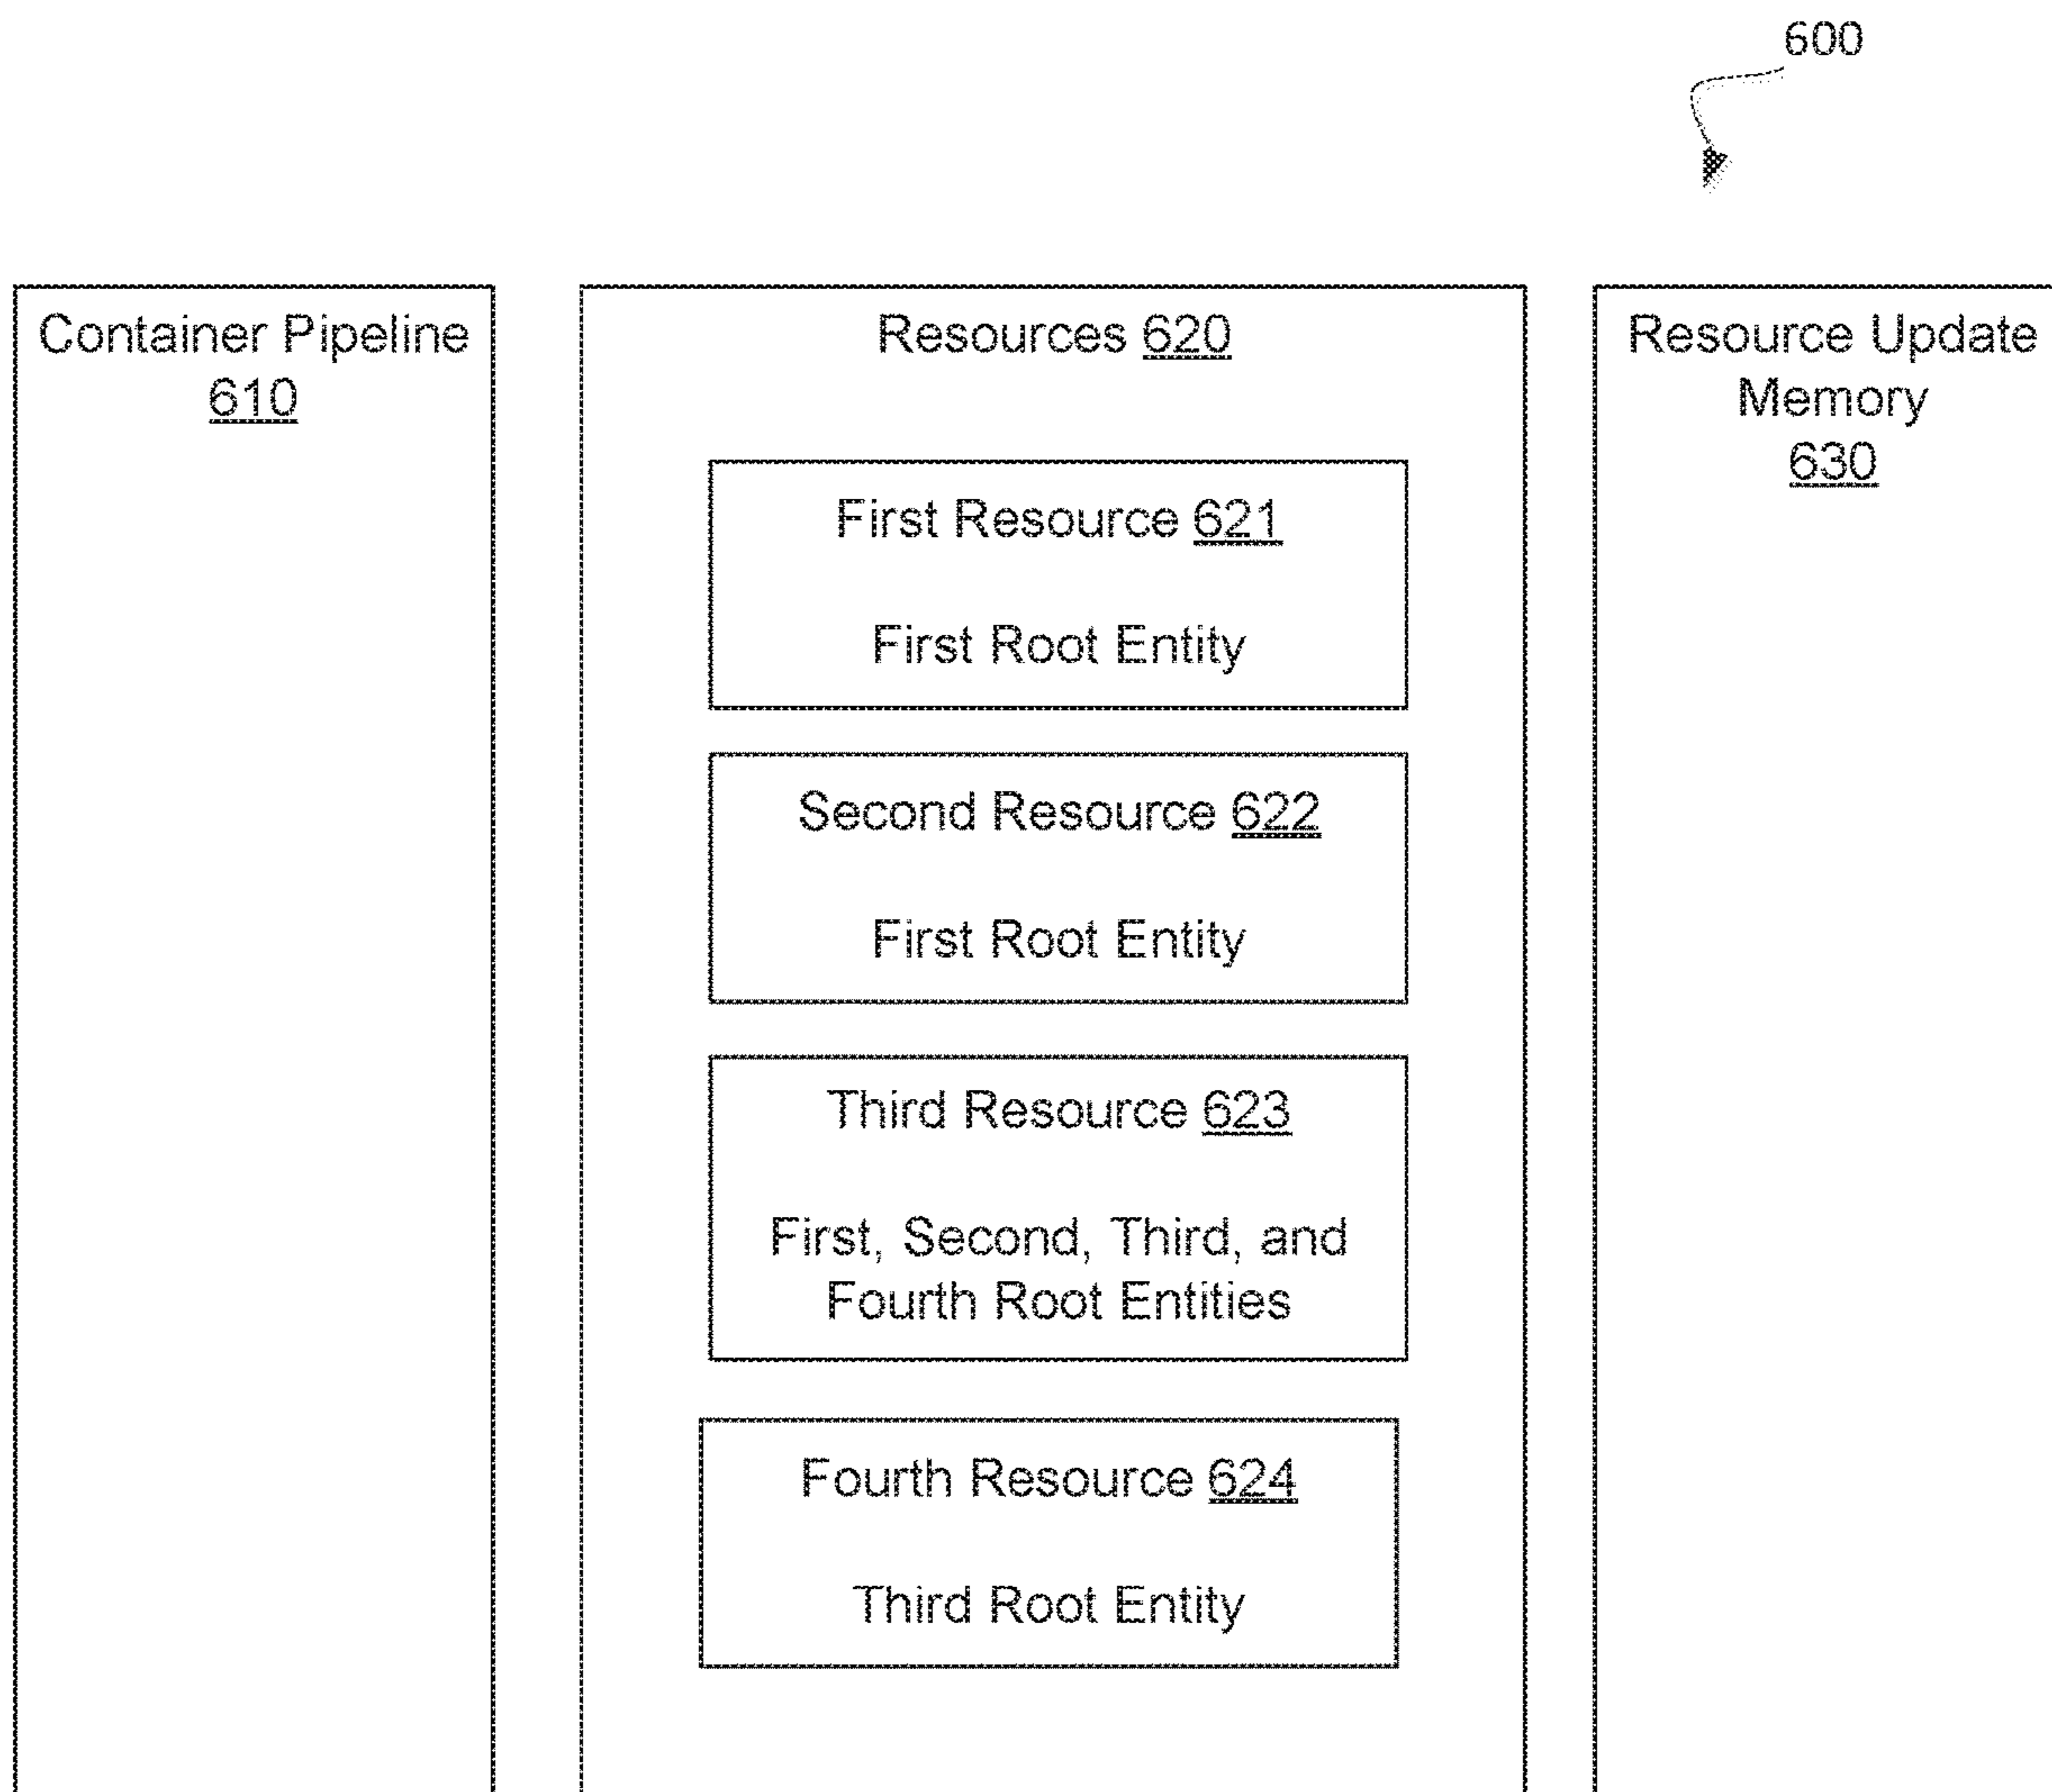 600
Container Pipeline
610
Resources 620
First Resource 621
First Root Entity
Second Resource 622
First Root Entity
Third Resource 623
First, Second, Third, and
Fourth Root Entities
Fourth Resource 624
Third Root Entity
Resource Update
Memory
630